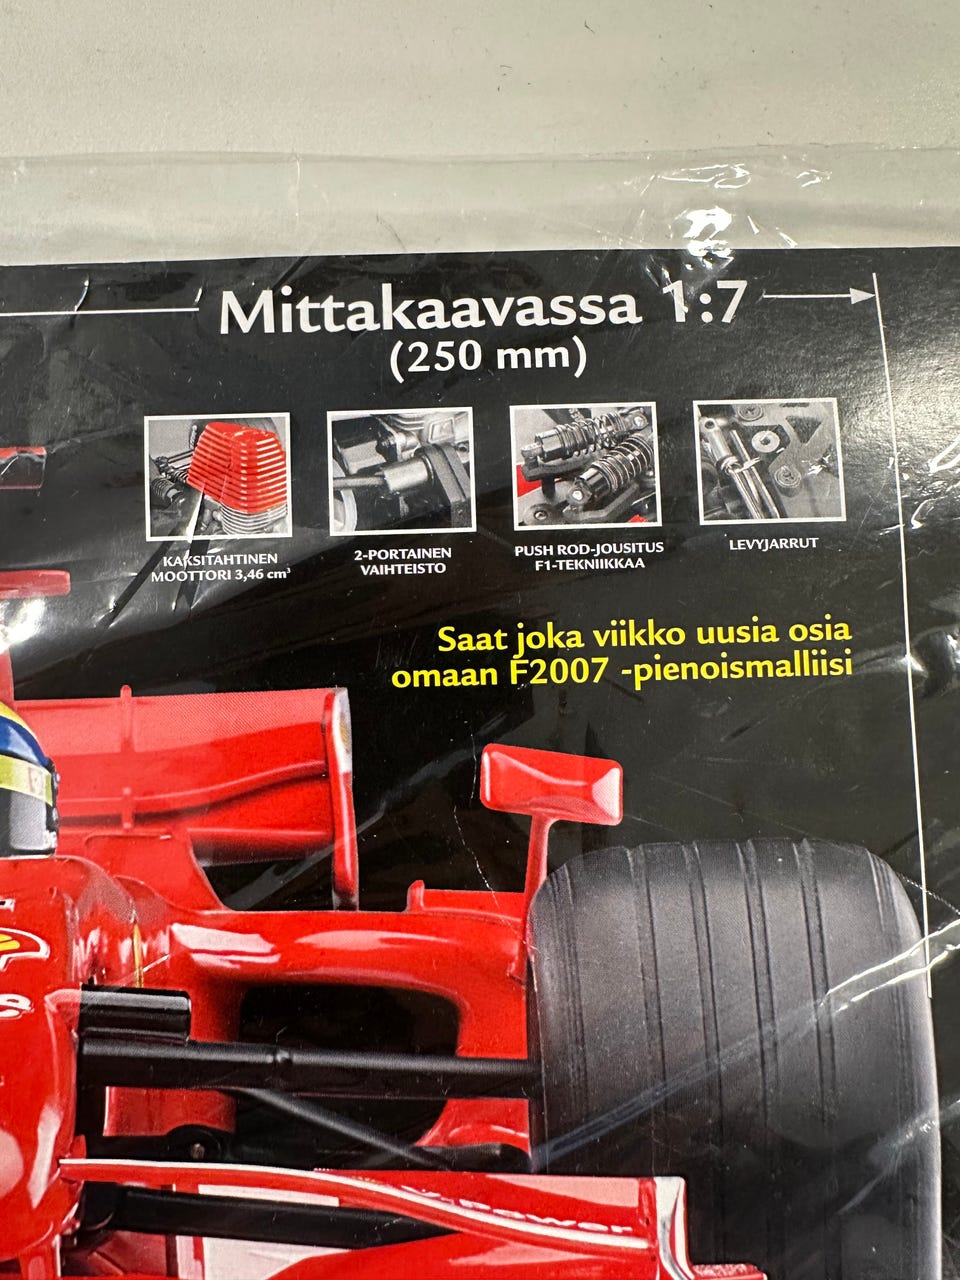 Mittakaavassa 1:7
(250 mm)
KAKSITAHTINEN
MOOTTORI 3,46 cm³
2-PORTAINEN
VAIHTEISTO
PUSH ROD-JOUSITUS
F1-TEKNIIKKAA
LEVYJARRUT
Saat joka viikko uusia osia
omaan F2007 -pienoismalliisi
V-Power